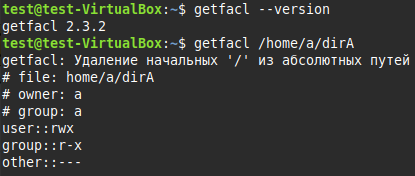 test@test-VirtualBox:~$ getfacl --version
getfacl 2.3.2
test@test-VirtualBox:~$ getfacl /home/a/dirA
getfacl: Удаление начальных '/' из абсолютных путей
# file: home/a/dirA
# owner: a
# group: a
user::rwx
group::r-x
other::---